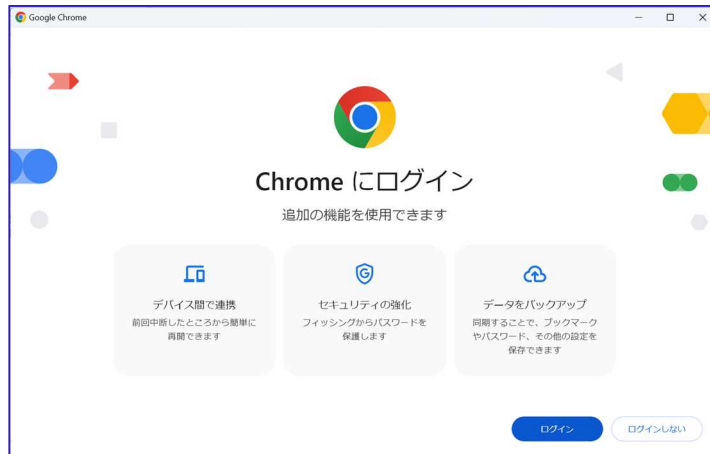 Google Chrome
Chrome にログイン
追加の機能を使用できます
デバイス間で連携
前回中断したところから簡単に
再開できます
セキュリティの強化
フィッシングからパスワードを
保護します
データをバックアップ
同期することで、ブックマーク
やパスワード、その他の設定を
保存できます
ログイン
ログインしない